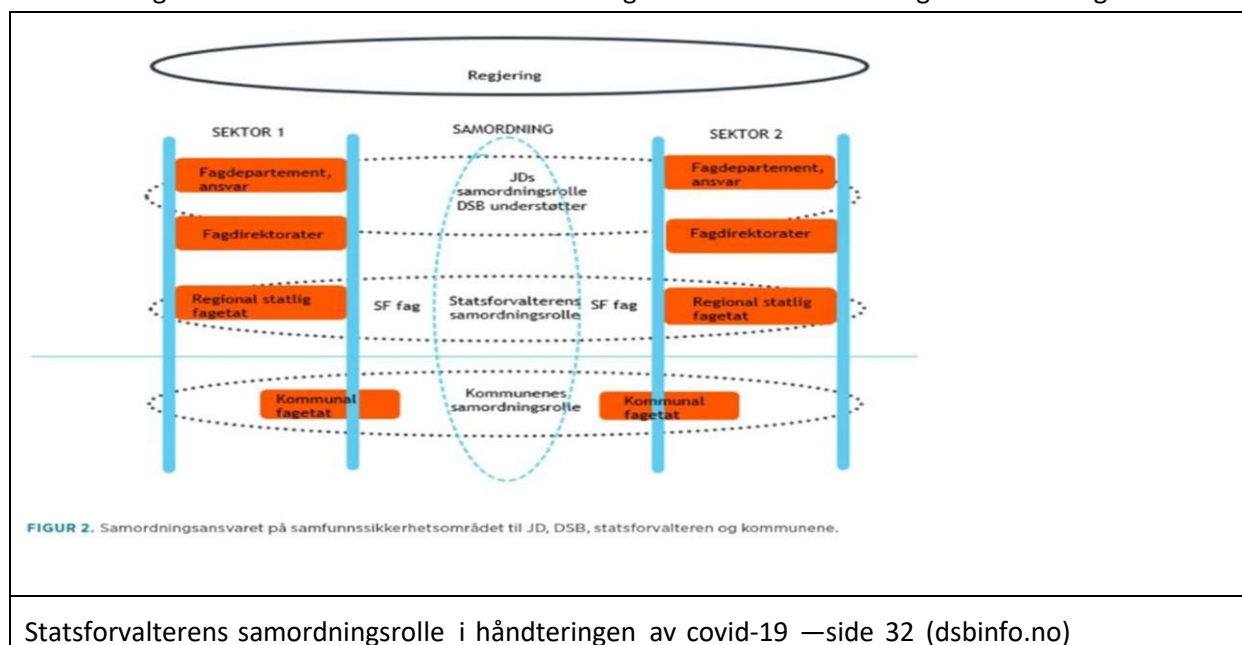 Regjering
SEKTOR 1
SAMORDNING
SEKTOR 2
Fagdepartement,
ansvar
JDs
samordningsrolle
DSB understøtter
Fagdepartement,
ansvar
Fagdirektorater
Fagdirektorater
Regional statlig
fagetat
SF fag
Statsforvalterens
samordningsrolle
SF fag
Regional statlig
fagetat
Kommunal
fagetat
Kommunenes
samordningsrolle
Kommunal
fagetat
FIGUR 2. Samordningsansvaret på samfunnssikkerhetsområdet til JD, DSB, statsforvalteren og kommunene.
Statsforvalterens samordningsrolle i håndteringen av covid-19 —side 32 (dsbinfo.no)